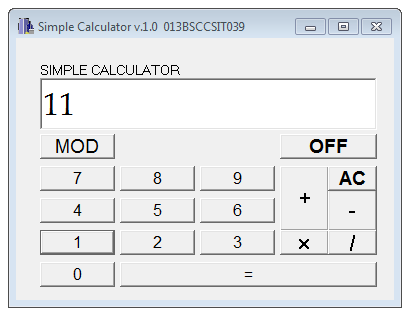 Simple Calculator v.1.0 013BSCCSIT039
SIMPLE CALCULATOR
11
MOD OFF
7 8 9 + AC
4 5 6 -
1 2 3 × /
0 =